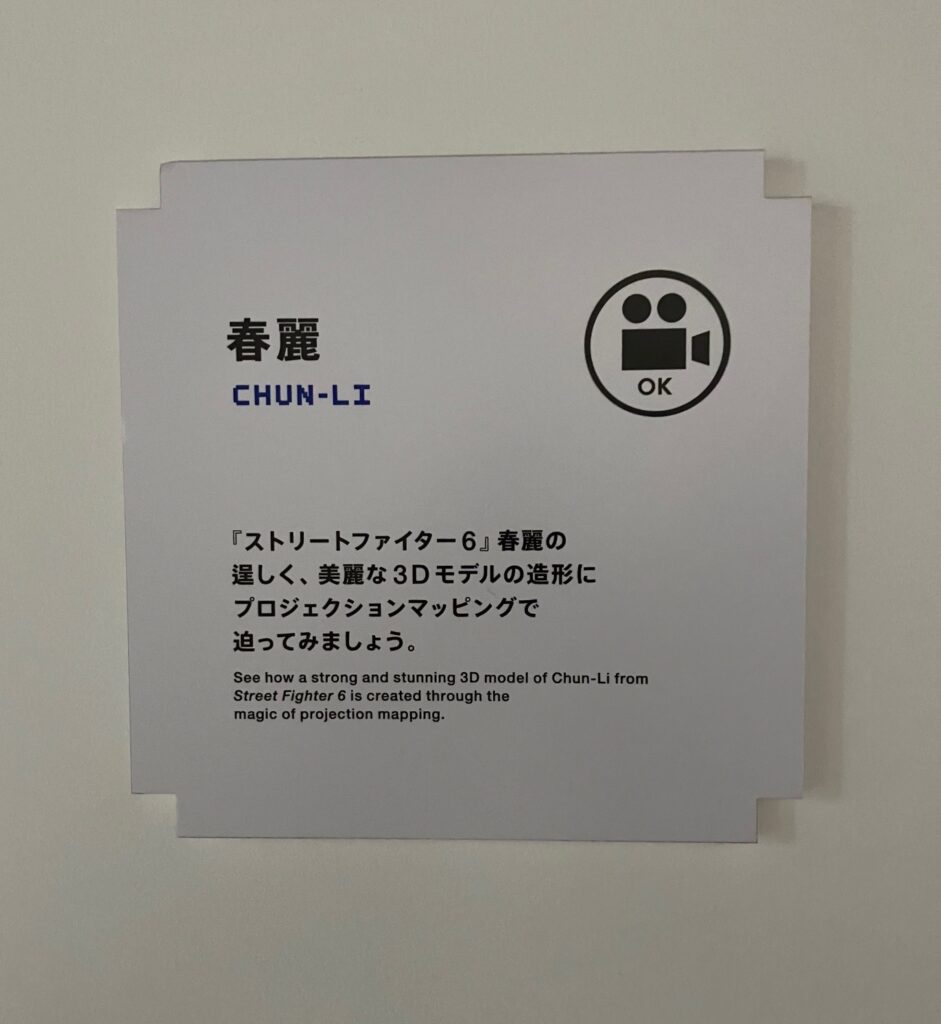 春麗
CHUN-LI
OK
『ストリートファイター6』春麗の
逞しく、美麗な3Dモデルの造形に
プロジェクションマッピングで
迫ってみましょう。
See how a strong and stunning 3D model of Chun-Li from
Street Fighter 6 is created through the
magic of projection mapping.